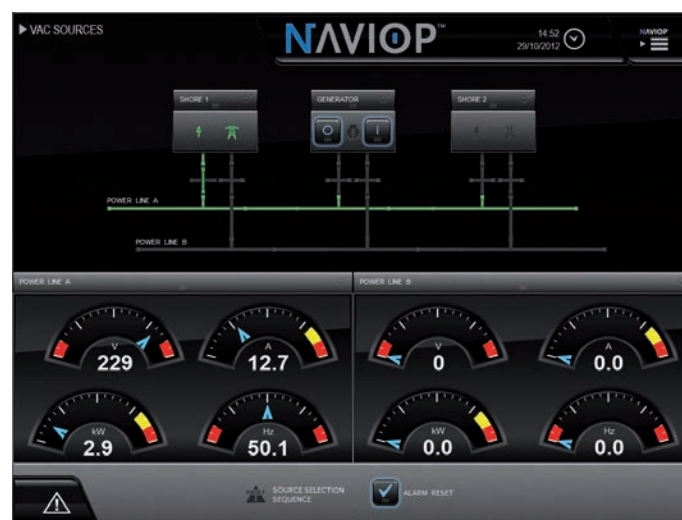 VAC SOURCES
NAVIOP™
14:52
29/10/2012
NAVIOP
SHORE 1
GENERATOR
SHORE 2
POWER LINE A
POWER LINE B
POWER LINE A
POWER LINE B
V
229
A
12.7
V
0
A
0.0
kW
2.9
Hz
50.1
kW
0.0
Hz
0.0
SOURCE SELECTION
SEQUENCE
ALARM RESET